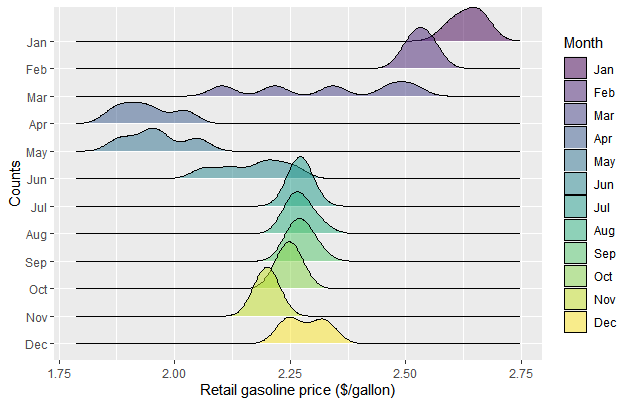 Counts
Jan
Feb
Mar
Apr
May
Jun
Jul
Aug
Sep
Oct
Nov
Dec
1.75 2.00 2.25 2.50 2.75
Retail gasoline price ($/gallon)
Month
Jan
Feb
Mar
Apr
May
Jun
Jul
Aug
Sep
Oct
Nov
Dec